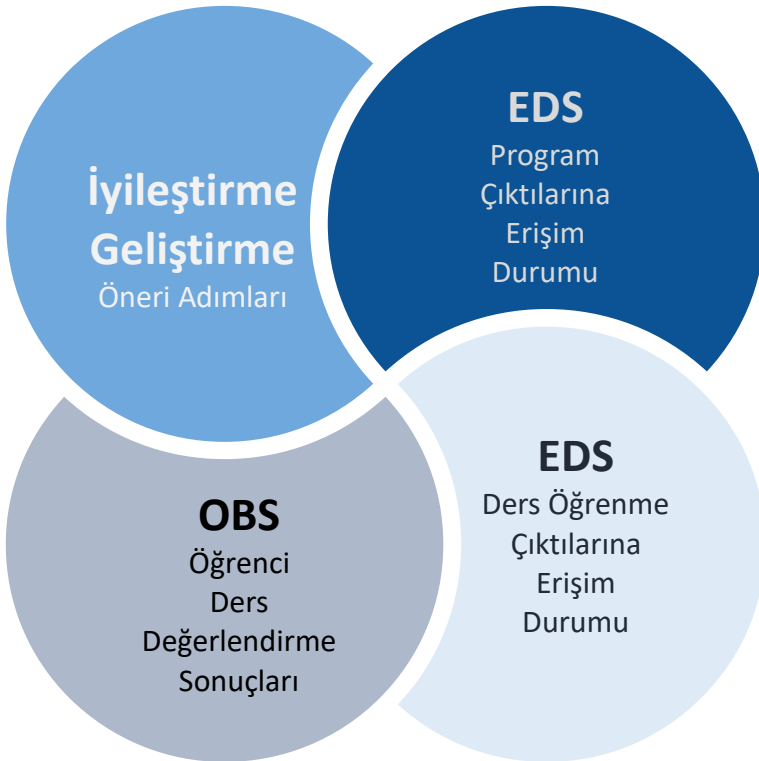 İyileştirme
Geliştirme
Öneri Adımları
EDS
Program
Çıktılarına
Erişim
Durumu
OBS
Öğrenci
Ders
Değerlendirme
Sonuçları
EDS
Ders Öğrenme
Çıktılarına
Erişim
Durumu